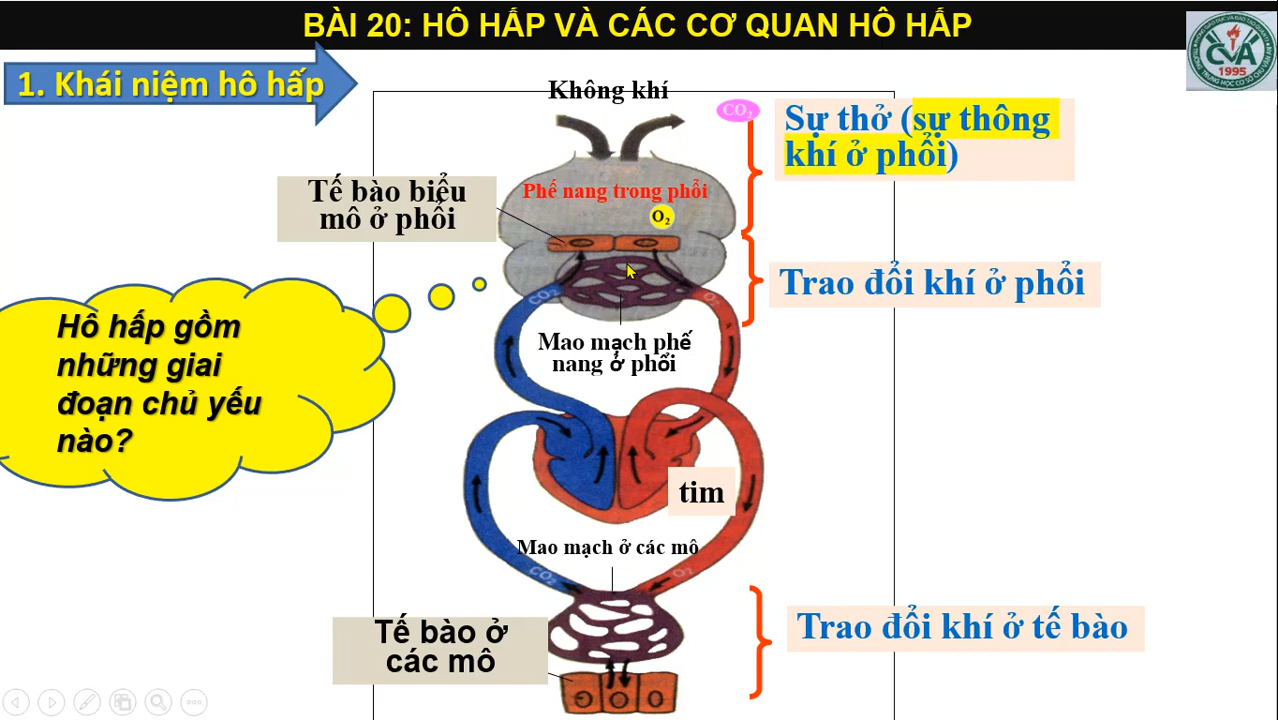 BÀI 20: HÔ HẤP VÀ CÁC CƠ QUAN HÔ HẤP
CVA
1995
1. Khái niệm hô hấp
Không khí
CO₂
Sự thở (sự thông
khí ở phổi)
Tế bào biểu
mô ở phổi
Phế nang trong phổi
O₂
Trao đổi khí ở phổi
CO₂
O₂
Hô hấp gồm
những giai
đoạn chủ yếu
nào?
Mao mạch phế
nang ở phổi
tim
Mao mạch ở các mô
CO₂
O₂
Tế bào ở
các mô
Trao đổi khí ở tế bào